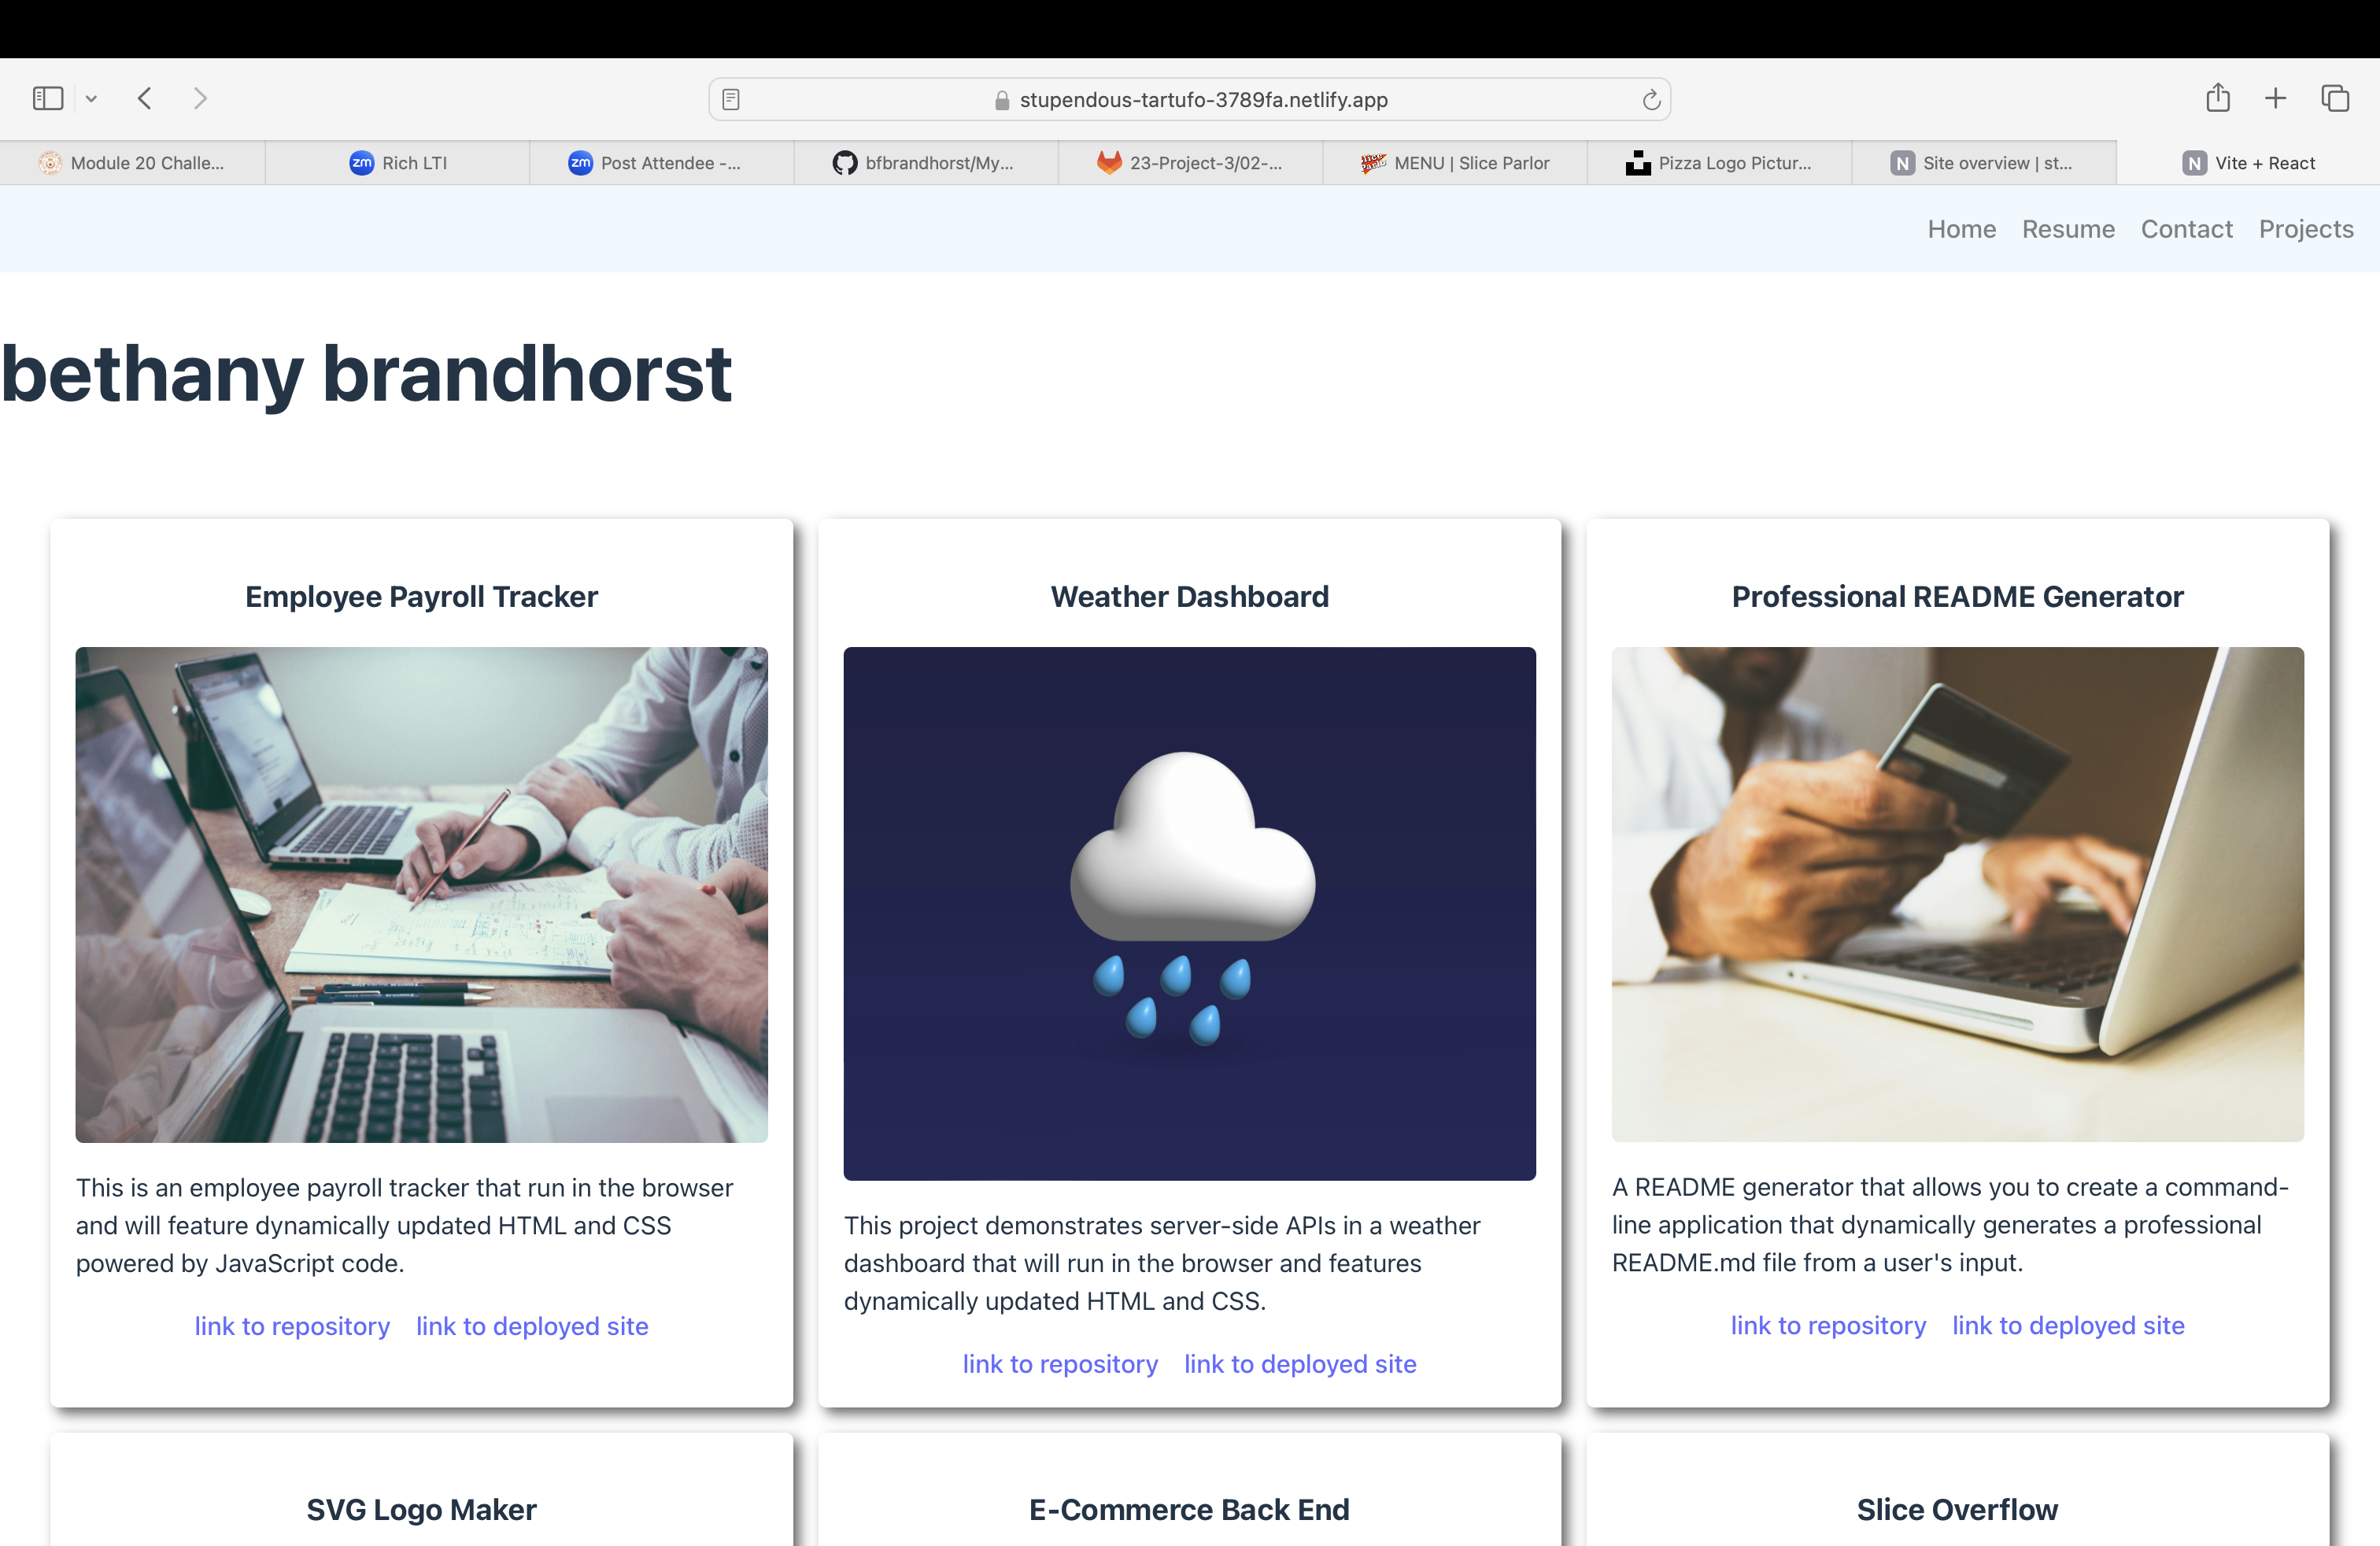 stupendous-tartufo-3789fa.netlify.app
Module 20 Challe...
zm Rich LTI
zm Post Attendee -...
bfbrandhorst/My...
23-Project-3/02-...
MENU | Slice Parlor
Pizza Logo Pictur...
N Site overview | st...
N Vite + React
Home Resume Contact Projects
bethany brandhorst
Employee Payroll Tracker
This is an employee payroll tracker that run in the browser
and will feature dynamically updated HTML and CSS
powered by JavaScript code.
link to repository link to deployed site
Weather Dashboard
This project demonstrates server-side APIs in a weather
dashboard that will run in the browser and features
dynamically updated HTML and CSS.
link to repository link to deployed site
Professional README Generator
A README generator that allows you to create a command-
line application that dynamically generates a professional
README.md file from a user's input.
link to repository link to deployed site
SVG Logo Maker
E-Commerce Back End
Slice Overflow